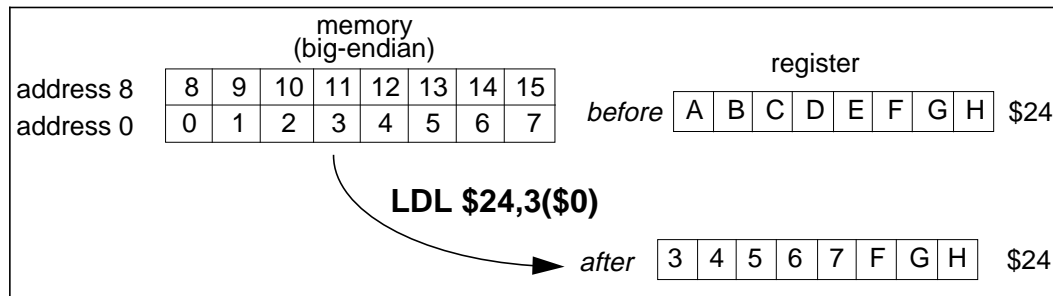 memory
(big-endian)
register
address 8 8 9 10 11 12 13 14 15
address 0 0 1 2 3 4 5 6 7
before A B C D E F G H $24
LDL $24,3($0)
after 3 4 5 6 7 F G H $24